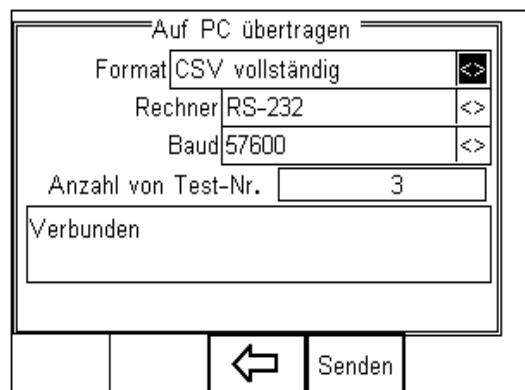 Auf PC übertragen
Format CSV vollständig <>
Rechner RS-232 <>
Baud 57600 <>
Anzahl von Test-Nr. 3
Verbunden
Senden